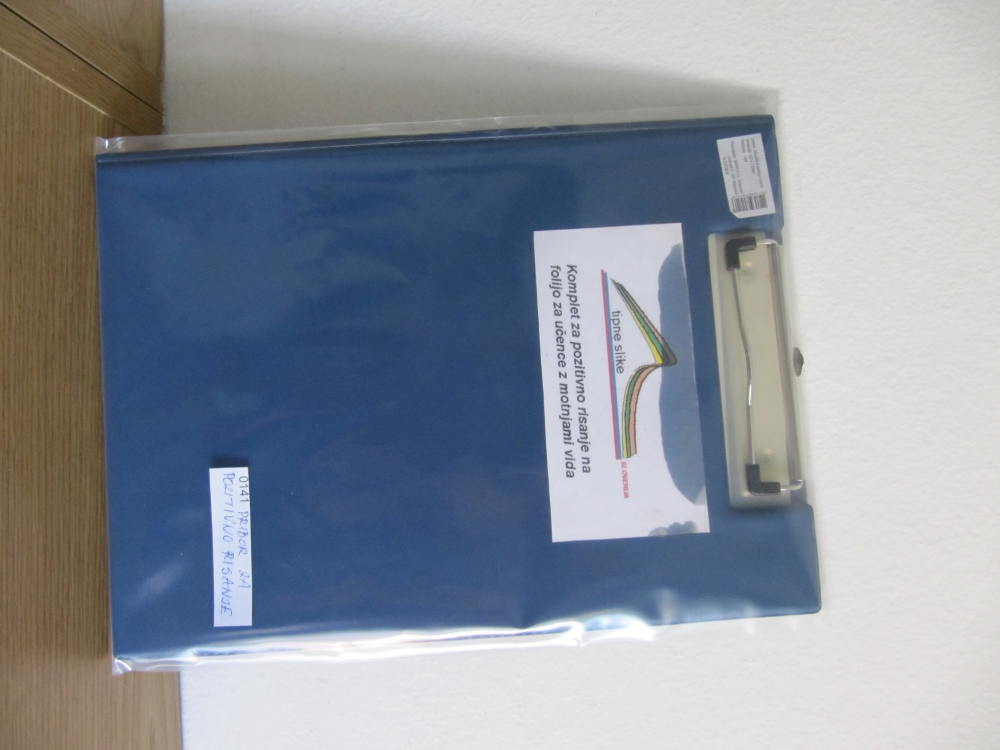 tipne slike
SLOVENIJA
Komplet za pozitivno risanje na
folijo za učence z motnjami vida
0141 PRIBOR ZA
POZITIVNO RISANJE